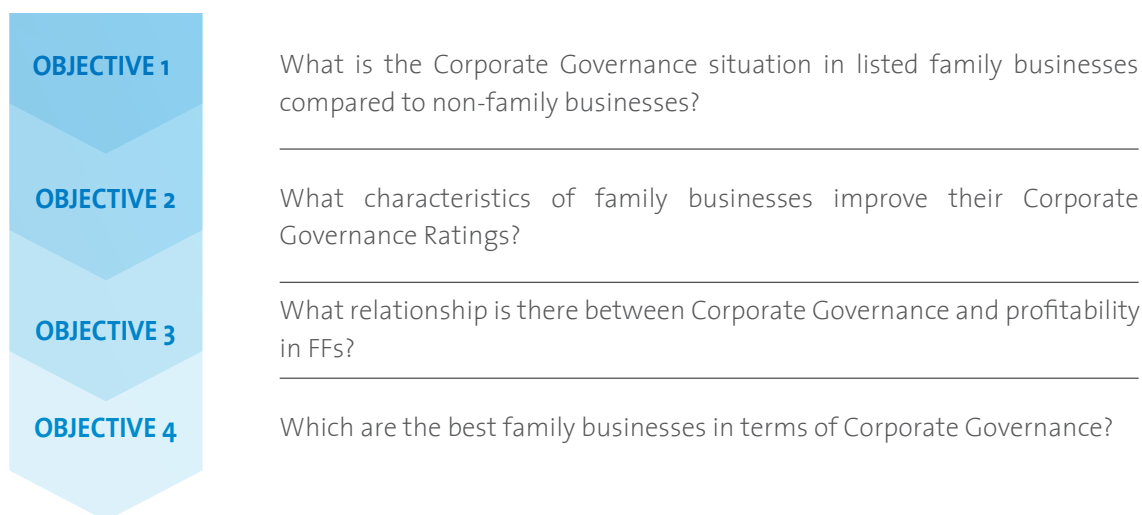 OBJECTIVE 1
What is the Corporate Governance situation in listed family businesses
compared to non-family businesses?
OBJECTIVE 2
What characteristics of family businesses improve their Corporate
Governance Ratings?
OBJECTIVE 3
What relationship is there between Corporate Governance and profitability
in FFs?
OBJECTIVE 4
Which are the best family businesses in terms of Corporate Governance?